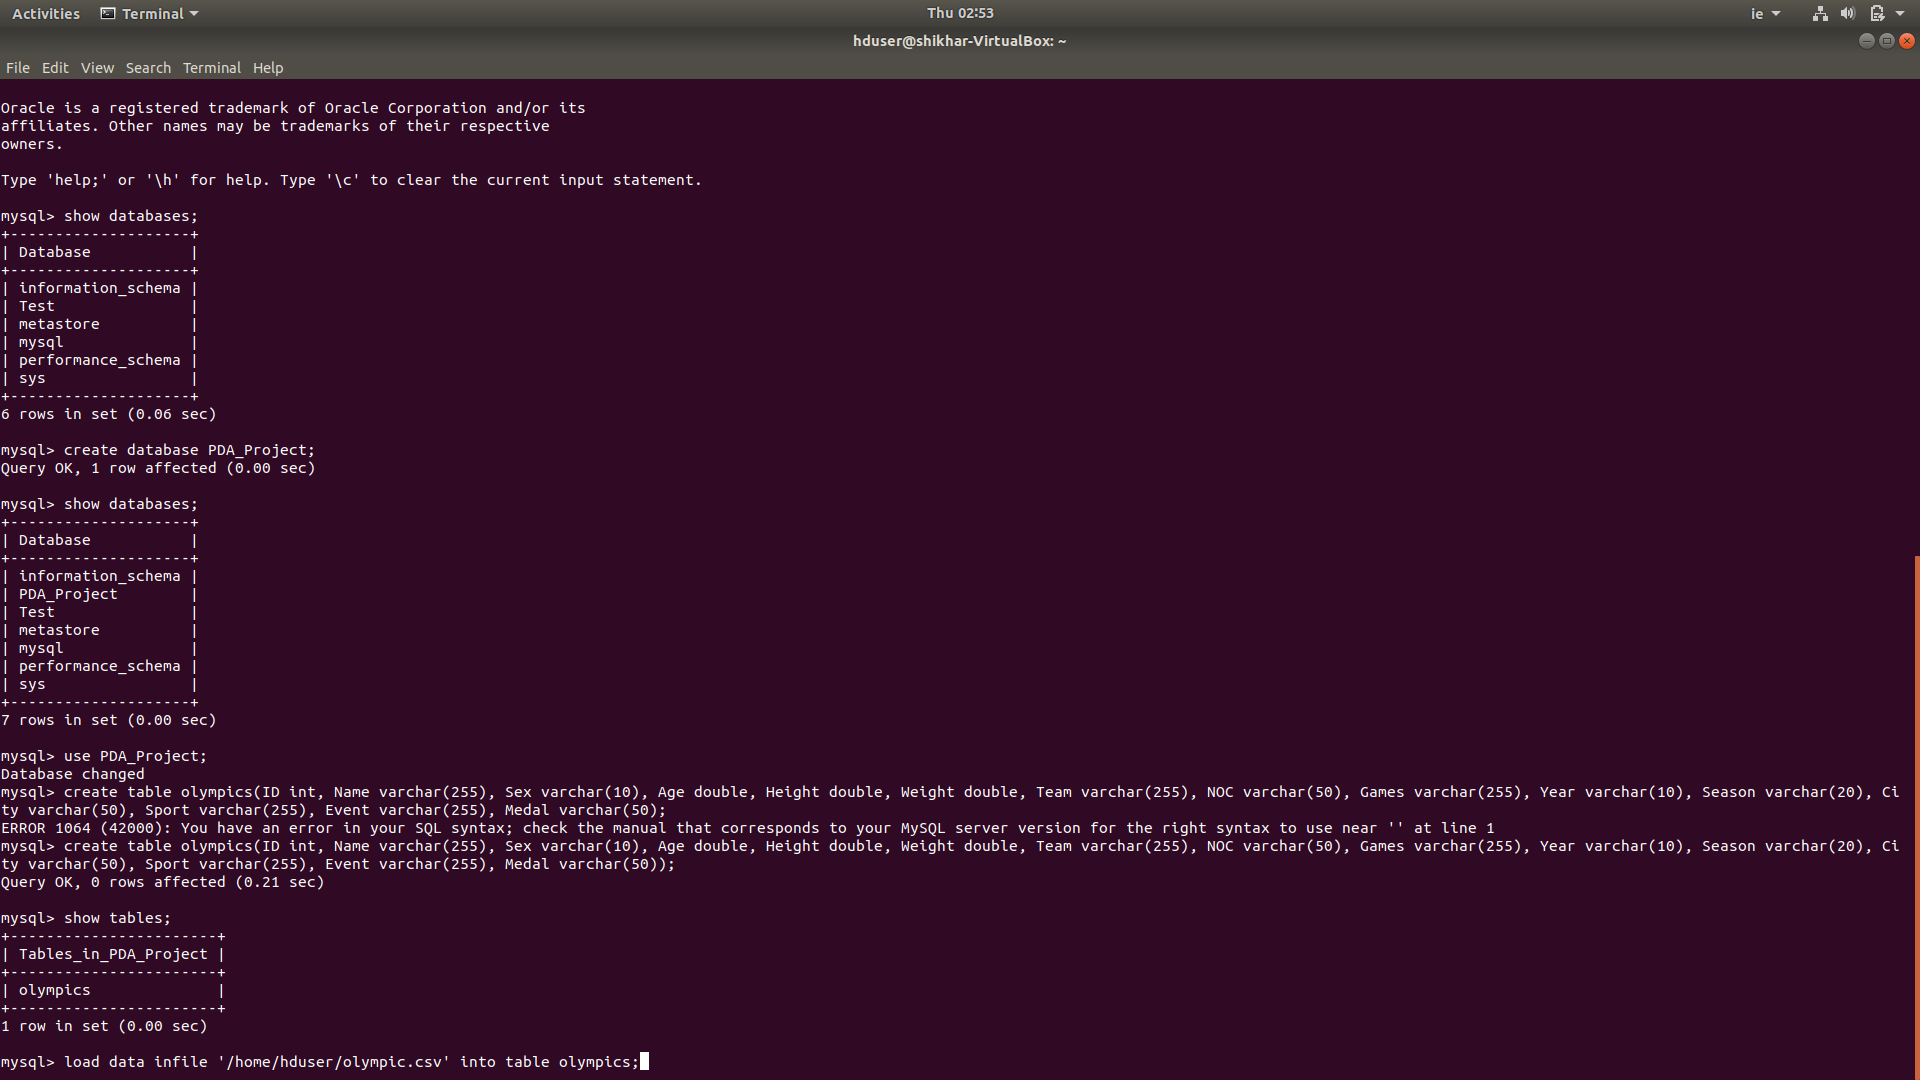 Activities Terminal Thu 02:53 ie
hduser@shikhar-VirtualBox: ~
File Edit View Search Terminal Help
Oracle is a registered trademark of Oracle Corporation and/or its
affiliates. Other names may be trademarks of their respective
owners.
Type 'help;' or '\h' for help. Type '\c' to clear the current input statement.
mysql> show databases;
+--------------------+
| Database           |
+--------------------+
| information_schema |
| Test               |
| metastore          |
| mysql              |
| performance_schema |
| sys                |
+--------------------+
6 rows in set (0.06 sec)
mysql> create database PDA_Project;
Query OK, 1 row affected (0.00 sec)
mysql> show databases;
+--------------------+
| Database           |
+--------------------+
| information_schema |
| PDA_Project        |
| Test               |
| metastore          |
| mysql              |
| performance_schema |
| sys                |
+--------------------+
7 rows in set (0.00 sec)
mysql> use PDA_Project;
Database changed
mysql> create table olympics(ID int, Name varchar(255), Sex varchar(10), Age double, Height double, Weight double, Team varchar(255), NOC varchar(50), Games varchar(255), Year varchar(10), Season varchar(20), Ci
ty varchar(50), Sport varchar(255), Event varchar(255), Medal varchar(50);
ERROR 1064 (42000): You have an error in your SQL syntax; check the manual that corresponds to your MySQL server version for the right syntax to use near '' at line 1
mysql> create table olympics(ID int, Name varchar(255), Sex varchar(10), Age double, Height double, Weight double, Team varchar(255), NOC varchar(50), Games varchar(255), Year varchar(10), Season varchar(20), Ci
ty varchar(50), Sport varchar(255), Event varchar(255), Medal varchar(50));
Query OK, 0 rows affected (0.21 sec)
mysql> show tables;
+-----------------------+
| Tables_in_PDA_Project |
+-----------------------+
| olympics              |
+-----------------------+
1 row in set (0.00 sec)
mysql> load data infile '/home/hduser/olympic.csv' into table olympics;